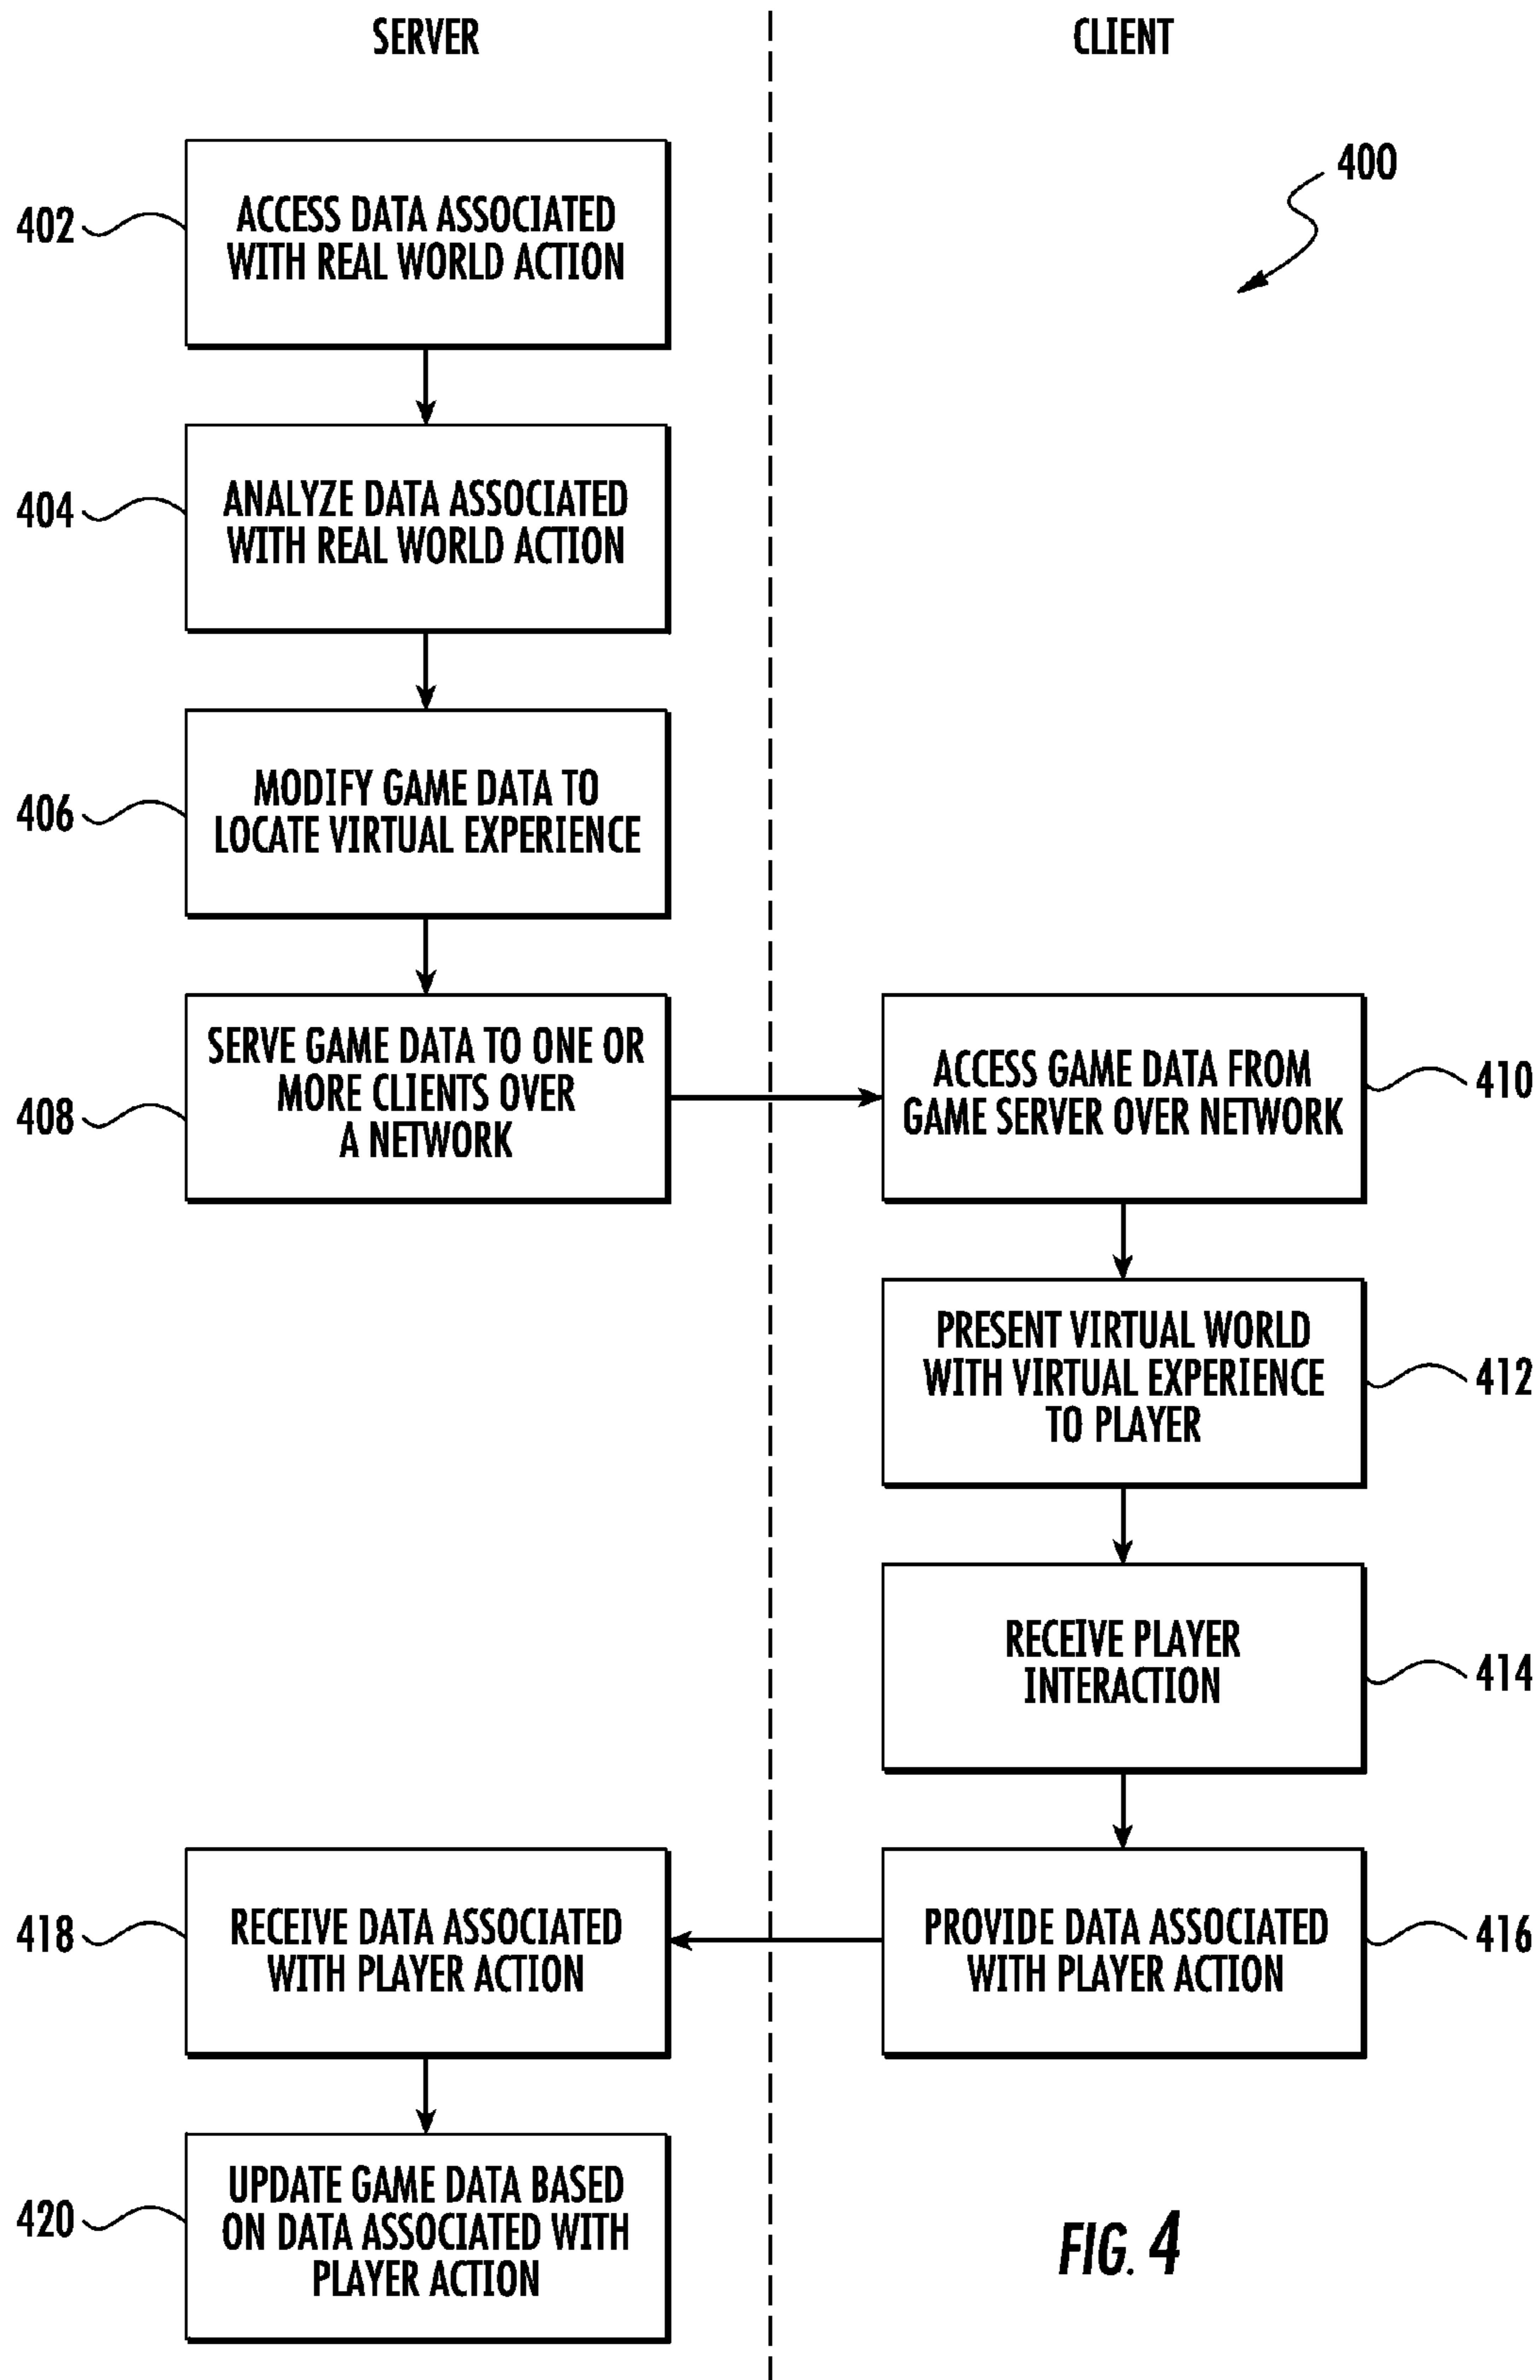 SERVER
CLIENT
400
402
ACCESS DATA ASSOCIATED
WITH REAL WORLD ACTION
404
ANALYZE DATA ASSOCIATED
WITH REAL WORLD ACTION
406
MODIFY GAME DATA TO
LOCATE VIRTUAL EXPERIENCE
408
SERVE GAME DATA TO ONE OR
MORE CLIENTS OVER
A NETWORK
ACCESS GAME DATA FROM
GAME SERVER OVER NETWORK
410
PRESENT VIRTUAL WORLD
WITH VIRTUAL EXPERIENCE
TO PLAYER
412
RECEIVE PLAYER
INTERACTION
414
PROVIDE DATA ASSOCIATED
WITH PLAYER ACTION
416
418
RECEIVE DATA ASSOCIATED
WITH PLAYER ACTION
420
UPDATE GAME DATA BASED
ON DATA ASSOCIATED WITH
PLAYER ACTION
FIG. 4